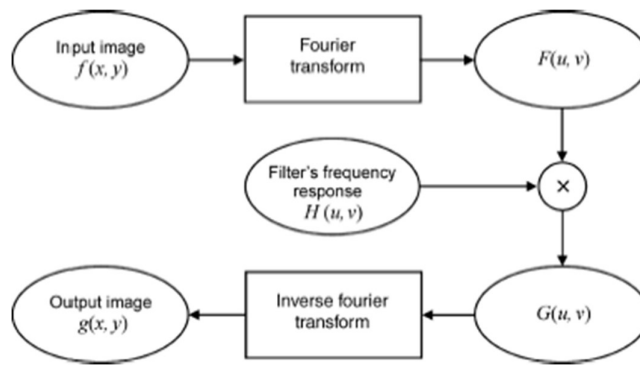 Input image
f(x, y)
Fourier
transform
F(u, v)
Filter's frequency
response
H (u, v)
×
Output image
g(x, y)
Inverse fourier
transform
G(u, v)